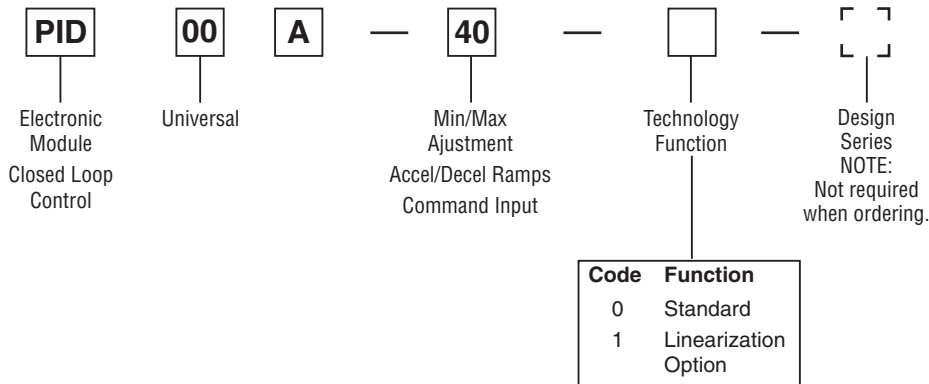 PID 00 A — 40 — —
Electronic
Module
Closed Loop
Control
Universal
Min/Max
Ajustment
Accel/Decel Ramps
Command Input
Technology
Function
Design
Series
NOTE:
Not required
when ordering.
Code Function
0 Standard
1 Linearization
Option